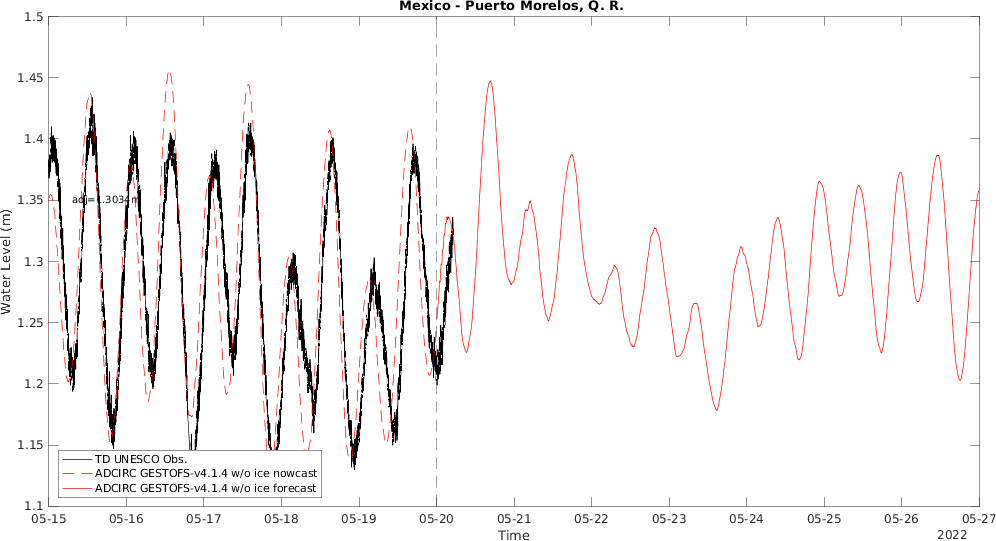 Mexico - Puerto Morelos, Q. R.
1.5
1.45
1.4
1.35
1.3
1.25
1.2
1.15
1.1
Water Level (m)
adj=1.3034m
TD UNESCO Obs.
ADCIRC GESTOFS-v4.1.4 w/o ice nowcast
ADCIRC GESTOFS-v4.1.4 w/o ice forecast
05-15 05-16 05-17 05-18 05-19 05-20 05-21 05-22 05-23 05-24 05-25 05-26 05-27
Time
2022